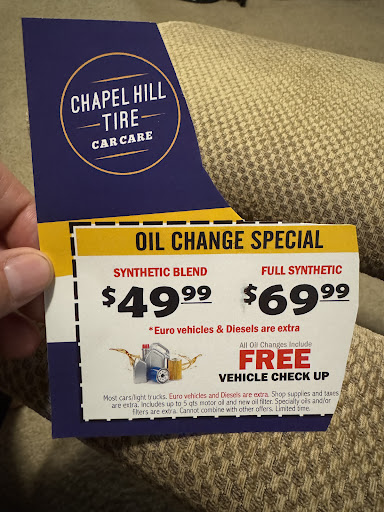 CHAPEL HILL
TIRE
CAR CARE
OIL CHANGE SPECIAL
SYNTHETIC BLEND
$49.99
FULL SYNTHETIC
$69.99
*Euro vehicles & Diesels are extra
All Oil Changes Include
FREE
VEHICLE CHECK UP
Most cars/light trucks. Euro vehicles and Diesels are extra. Shop supplies and taxes
are extra. Includes up to 5 qts motor oil and new oil filter. Specialty oils and/or
filters are extra. Cannot combine with other offers. Limited time.